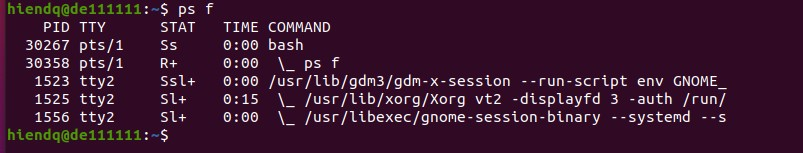 hiendq@de111111:~$ ps f
    PID TTY      STAT   TIME COMMAND
  30267 pts/1    Ss     0:00 bash
  30358 pts/1    R+     0:00  \_ ps f
   1523 tty2     Ssl+   0:00 /usr/lib/gdm3/gdm-x-session --run-script env GNOME_
   1525 tty2     Sl+    0:15  \_ /usr/lib/xorg/Xorg vt2 -displayfd 3 -auth /run/
   1556 tty2     Sl+    0:00  \_ /usr/libexec/gnome-session-binary --systemd --s
hiendq@de111111:~$